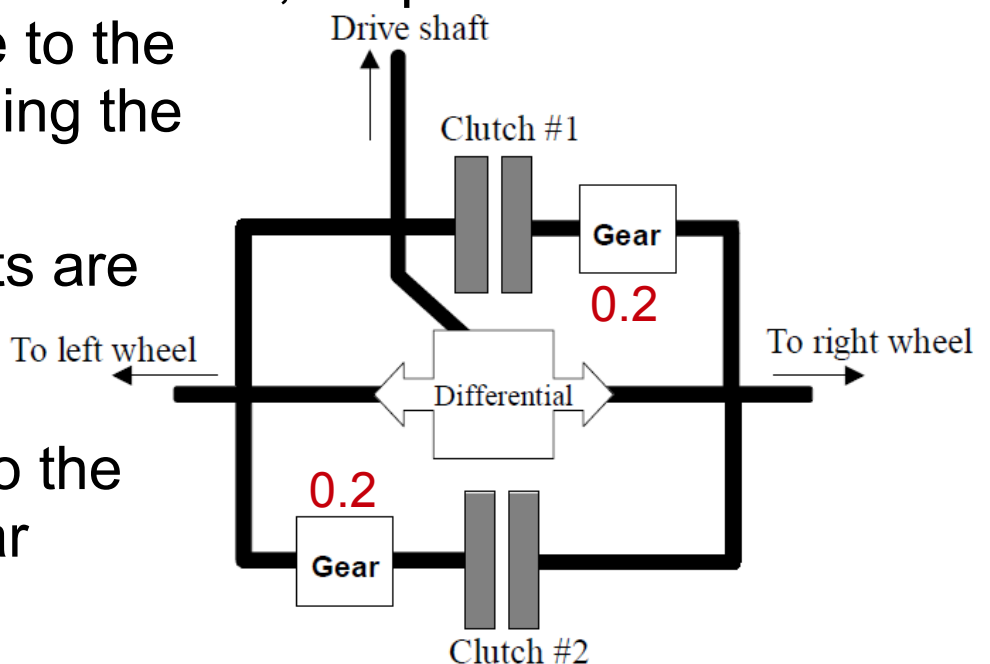 e to the
ing the
ts are
o the
ar
Drive shaft
Clutch #1
Gear
0.2
To left wheel
To right wheel
Differential
0.2
Gear
Clutch #2